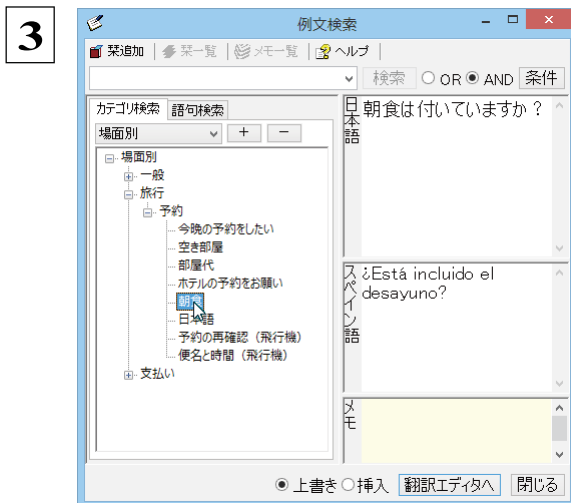 3
例文検索
栞追加 栞一覧 メモ一覧 ヘルプ
検索 OR AND 条件
カテゴリ検索 語句検索
場面別 + −
場面別
一般
旅行
予約
今晩の予約をしたい
空き部屋
部屋代
ホテルの予約をお願い
朝食
日本語
予約の再確認（飛行機）
便名と時間（飛行機）
支払い
日本語
朝食は付いていますか？
スペイン語
¿Está incluido el
desayuno?
メモ
上書き 挿入 翻訳エディタへ 閉じる